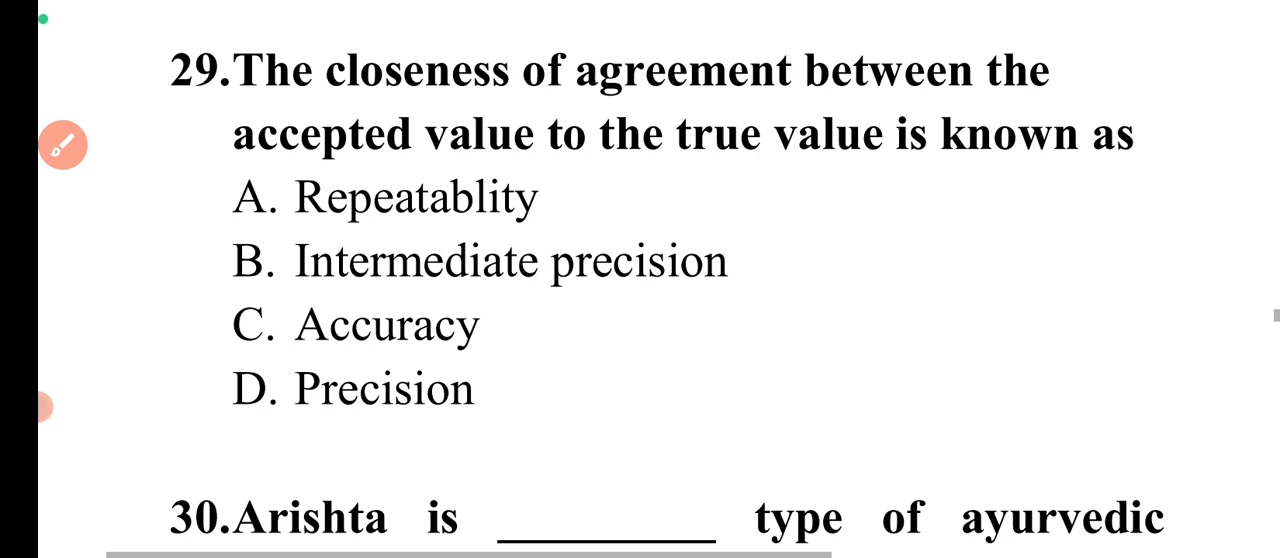 29.The closeness of agreement between the
accepted value to the true value is known as
A. Repeatablity
B. Intermediate precision
C. Accuracy
D. Precision
30.Arishta is __________ type of ayurvedic